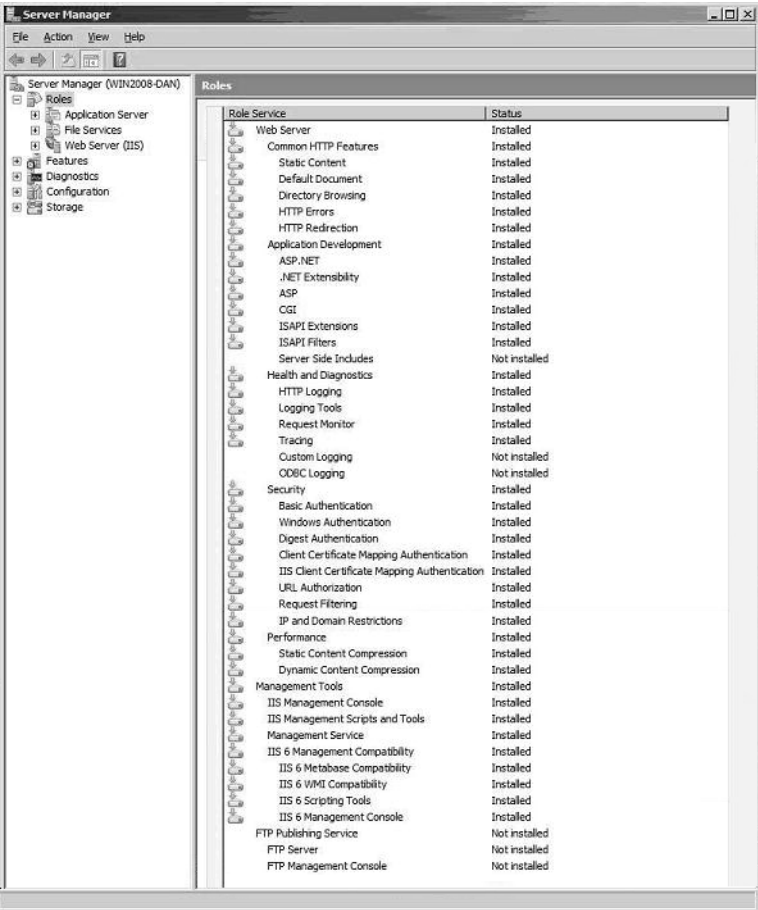 Server Manager
File Action View Help
Server Manager (WIN2008-DAN)
Roles
Application Server
File Services
Web Server (IIS)
Features
Diagnostics
Configuration
Storage
Roles
Role Service Status
Web Server Installed
Common HTTP Features Installed
Static Content Installed
Default Document Installed
Directory Browsing Installed
HTTP Errors Installed
HTTP Redirection Installed
Application Development Installed
ASP.NET Installed
.NET Extensibility Installed
ASP Installed
CGI Installed
ISAPI Extensions Installed
ISAPI Filters Installed
Server Side Includes Not installed
Health and Diagnostics Installed
HTTP Logging Installed
Logging Tools Installed
Request Monitor Installed
Tracing Installed
Custom Logging Not installed
ODBC Logging Not installed
Security Installed
Basic Authentication Installed
Windows Authentication Installed
Digest Authentication Installed
Client Certificate Mapping Authentication Installed
IIS Client Certificate Mapping Authentication Installed
URL Authorization Installed
Request Filtering Installed
IP and Domain Restrictions Installed
Performance Installed
Static Content Compression Installed
Dynamic Content Compression Installed
Management Tools Installed
IIS Management Console Installed
IIS Management Scripts and Tools Installed
Management Service Installed
IIS 6 Management Compatibility Installed
IIS 6 Metabase Compatibility Installed
IIS 6 WMI Compatibility Installed
IIS 6 Scripting Tools Installed
IIS 6 Management Console Installed
FTP Publishing Service Not installed
FTP Server Not installed
FTP Management Console Not installed